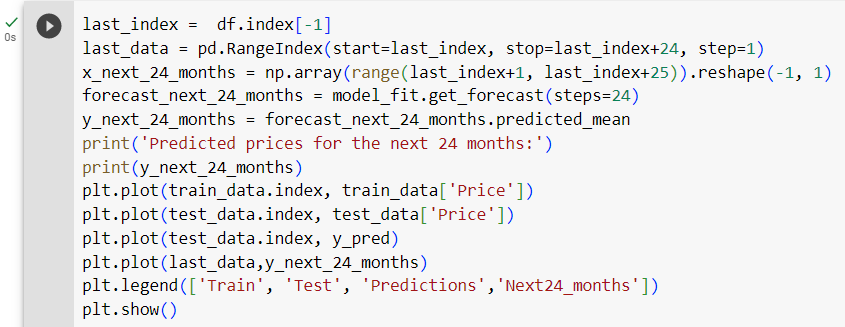 last_index =  df.index[-1]
last_data = pd.RangeIndex(start=last_index, stop=last_index+24, step=1)
x_next_24_months = np.array(range(last_index+1, last_index+25)).reshape(-1, 1)
forecast_next_24_months = model_fit.get_forecast(steps=24)
y_next_24_months = forecast_next_24_months.predicted_mean
print('Predicted prices for the next 24 months:')
print(y_next_24_months)
plt.plot(train_data.index, train_data['Price'])
plt.plot(test_data.index, test_data['Price'])
plt.plot(test_data.index, y_pred)
plt.plot(last_data,y_next_24_months)
plt.legend(['Train', 'Test', 'Predictions','Next24_months'])
plt.show()
0s